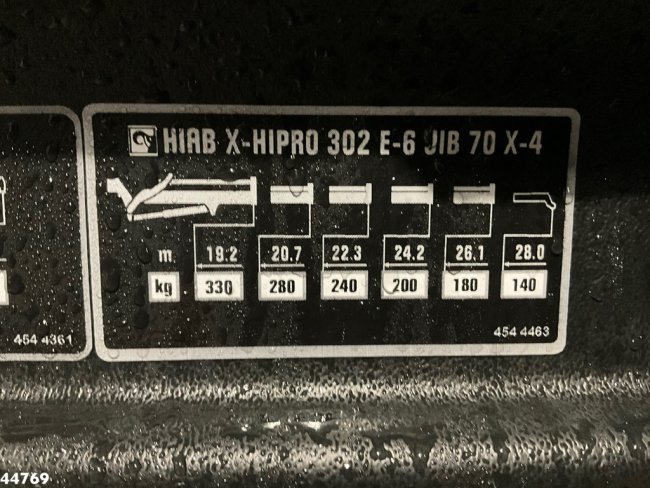 HIAB X-HIPRO 302 E-6 JIB 70 X-4
m 19.2 20.7 22.3 24.2 26.1 28.0
kg 330 280 240 200 180 140
454 4361
454 4463
44769